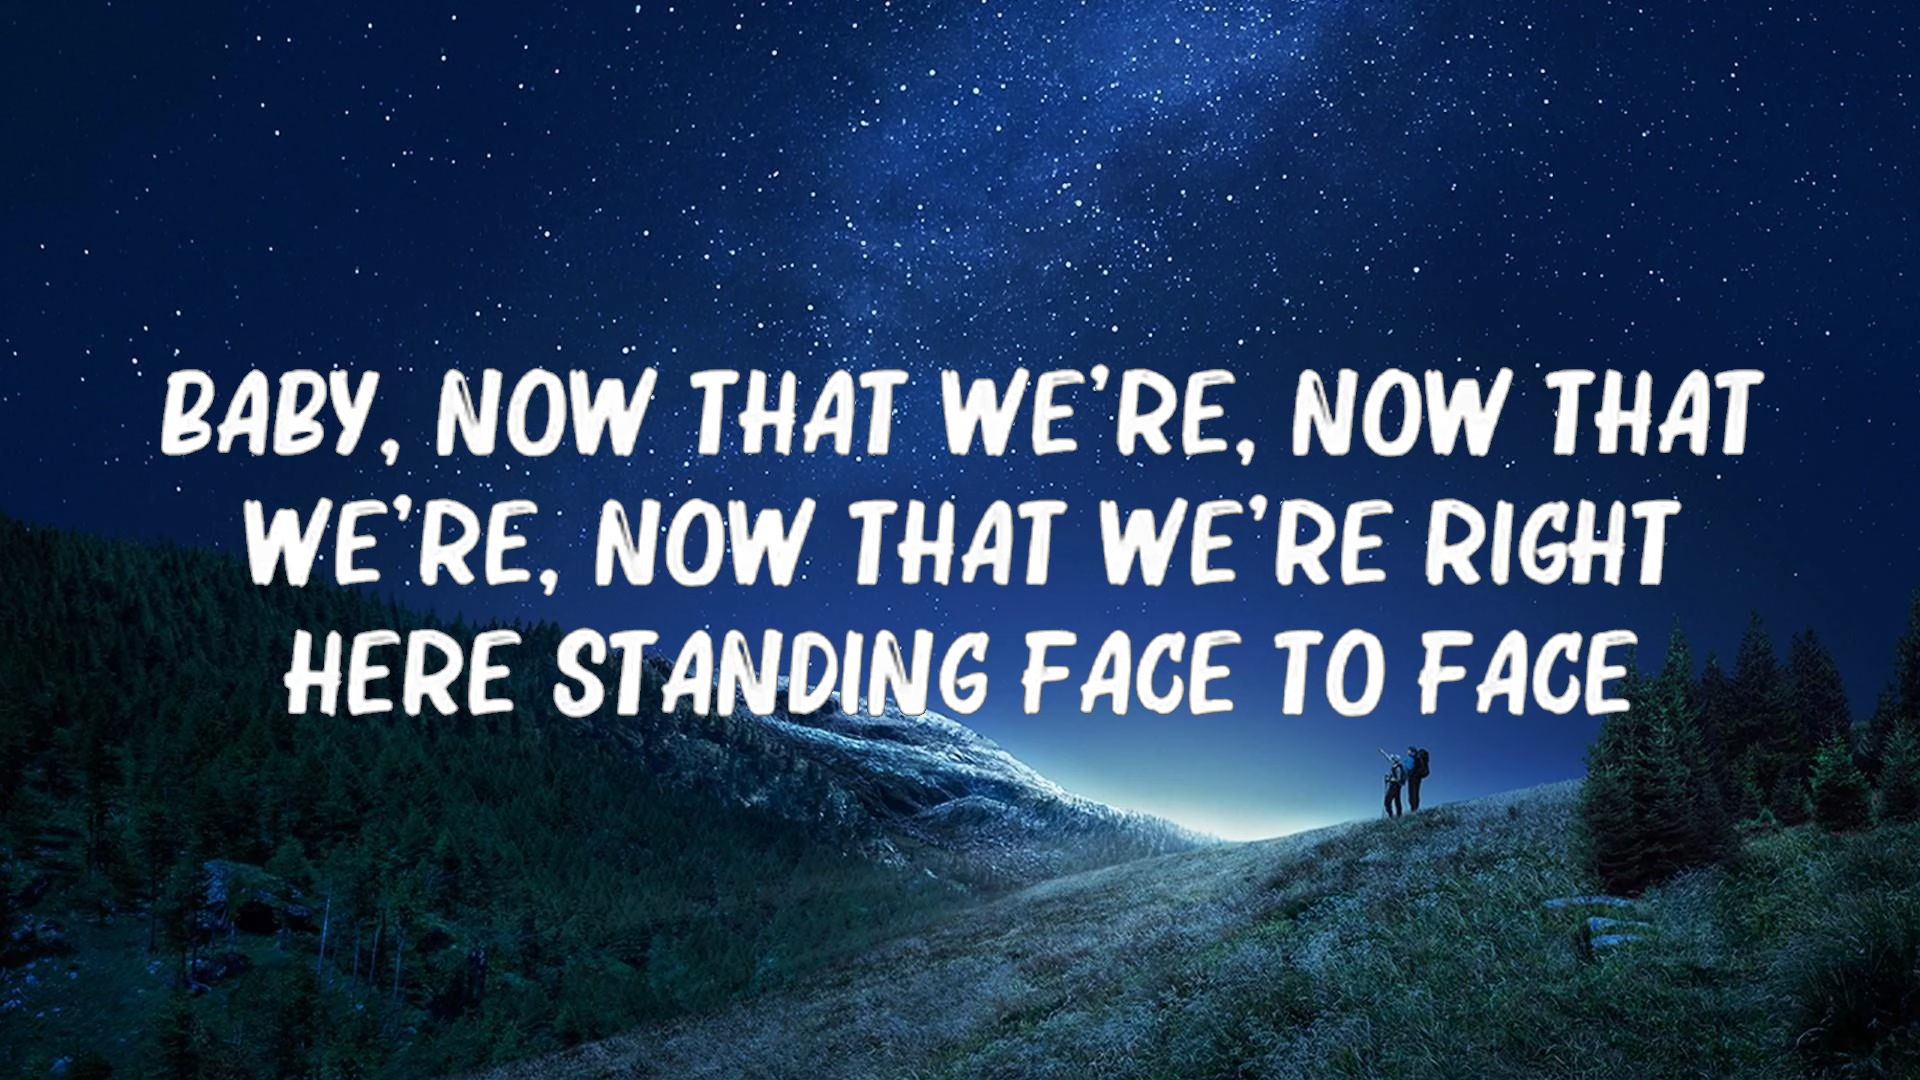 BABY, NOW THAT WE'RE, NOW THAT
WE'RE, NOW THAT WE'RE RIGHT
HERE STANDING FACE TO FACE